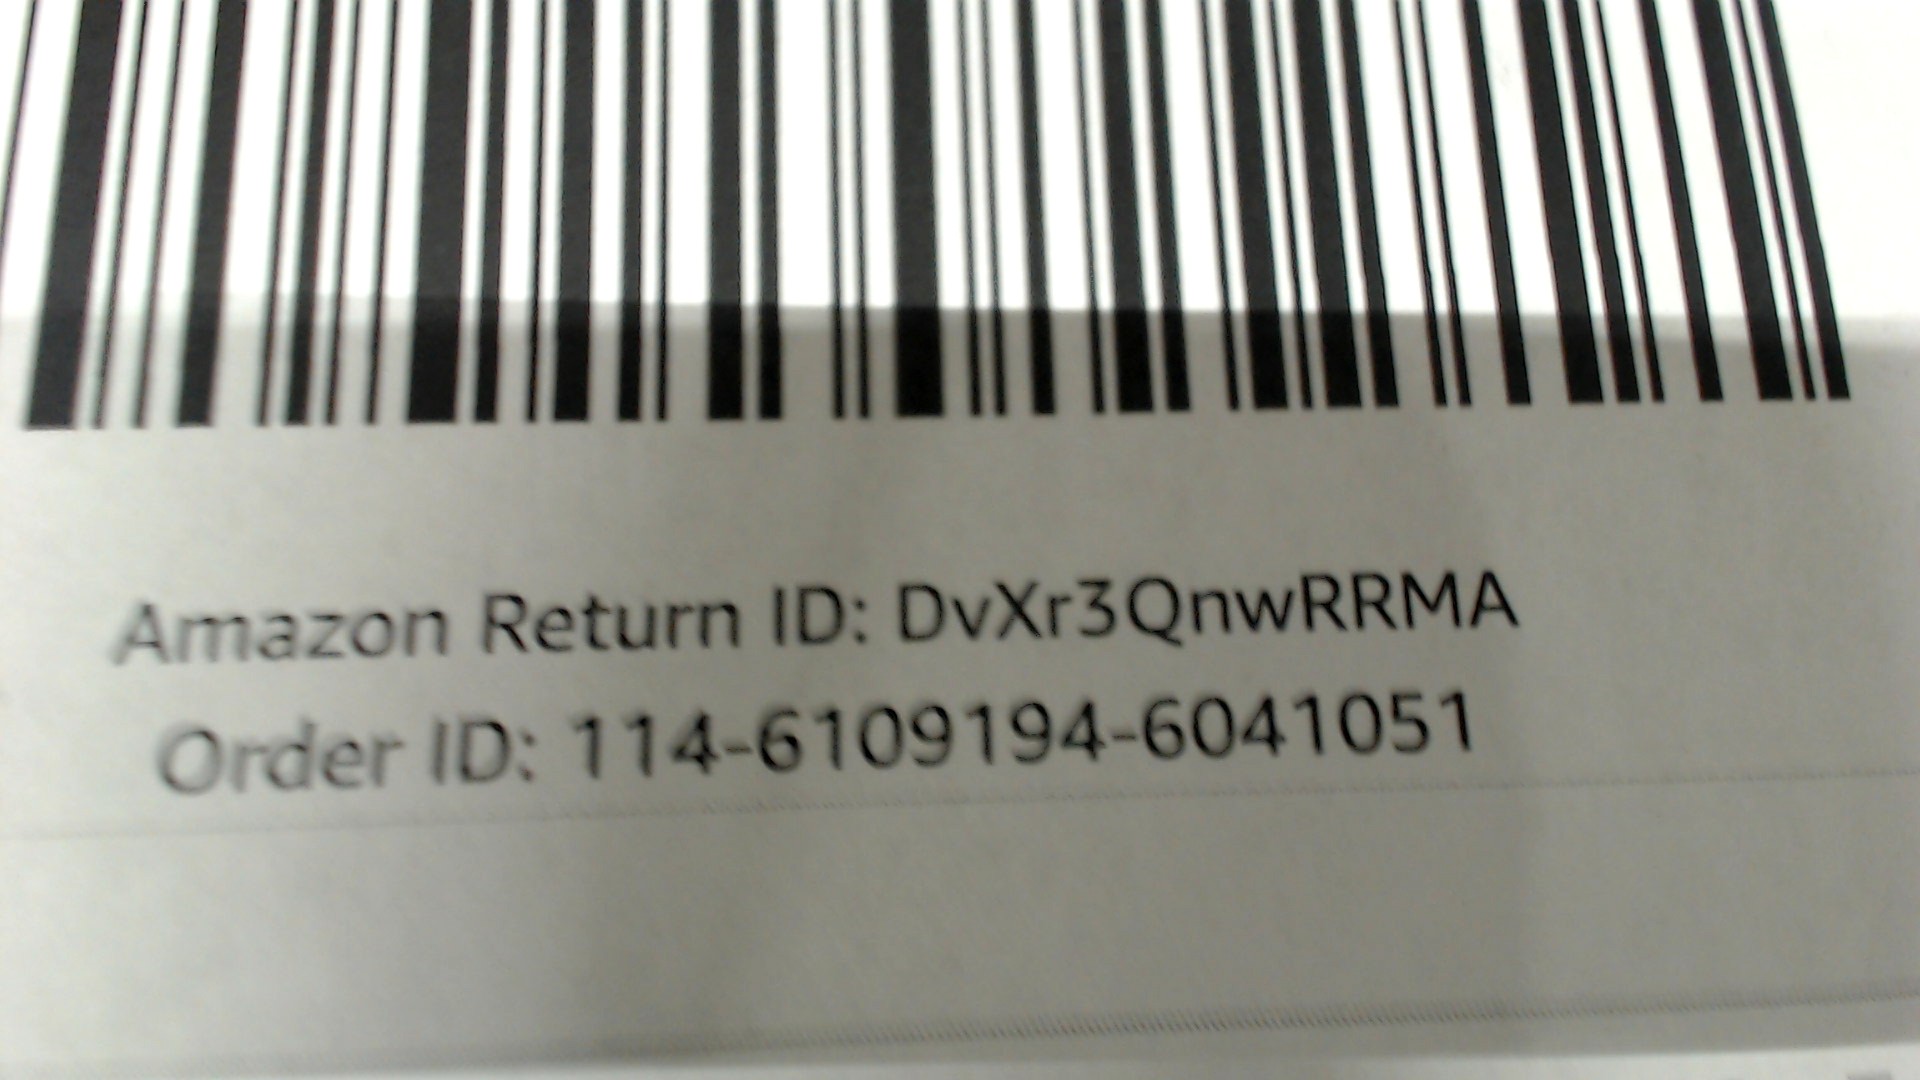 Amazon Return ID: DvXr3QnwRRMA
Order ID: 114-6109194-6041051